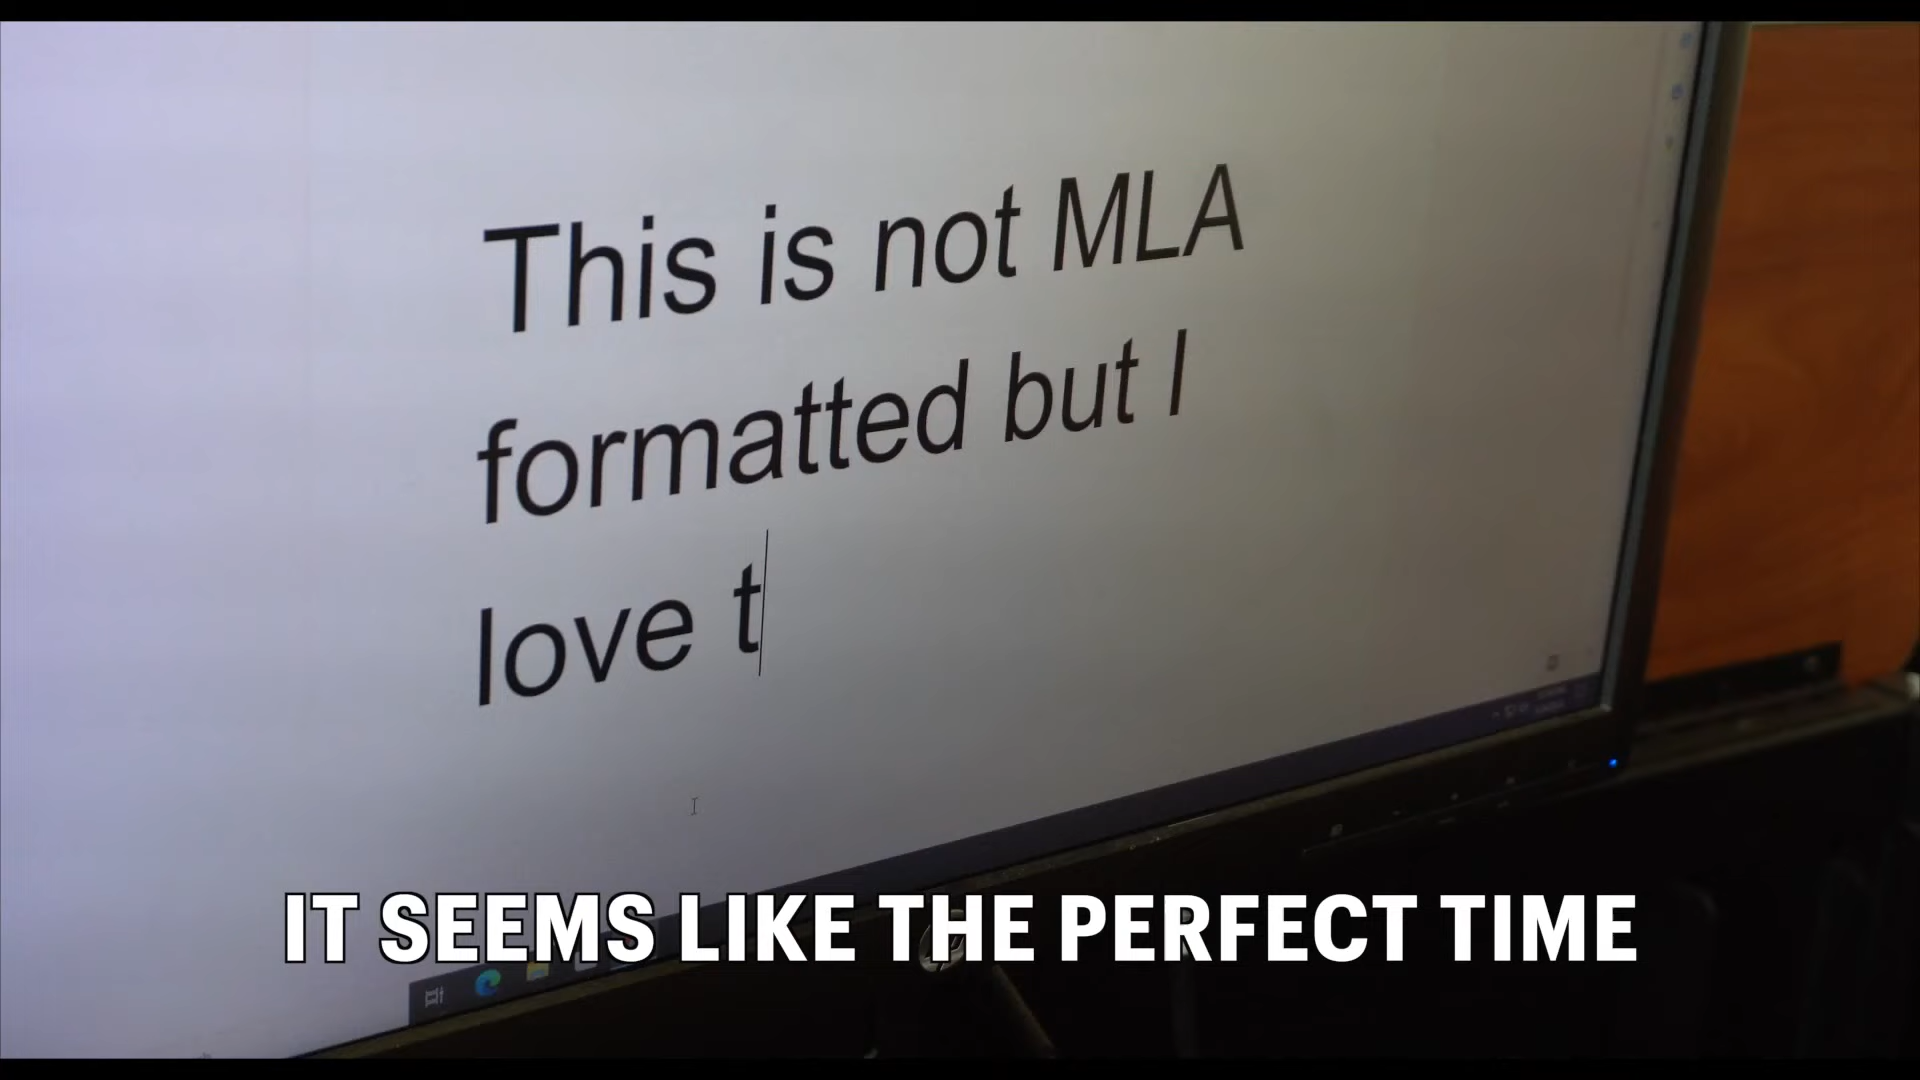 This is not MLA
formatted but I
love t
IT SEEMS LIKE THE PERFECT TIME